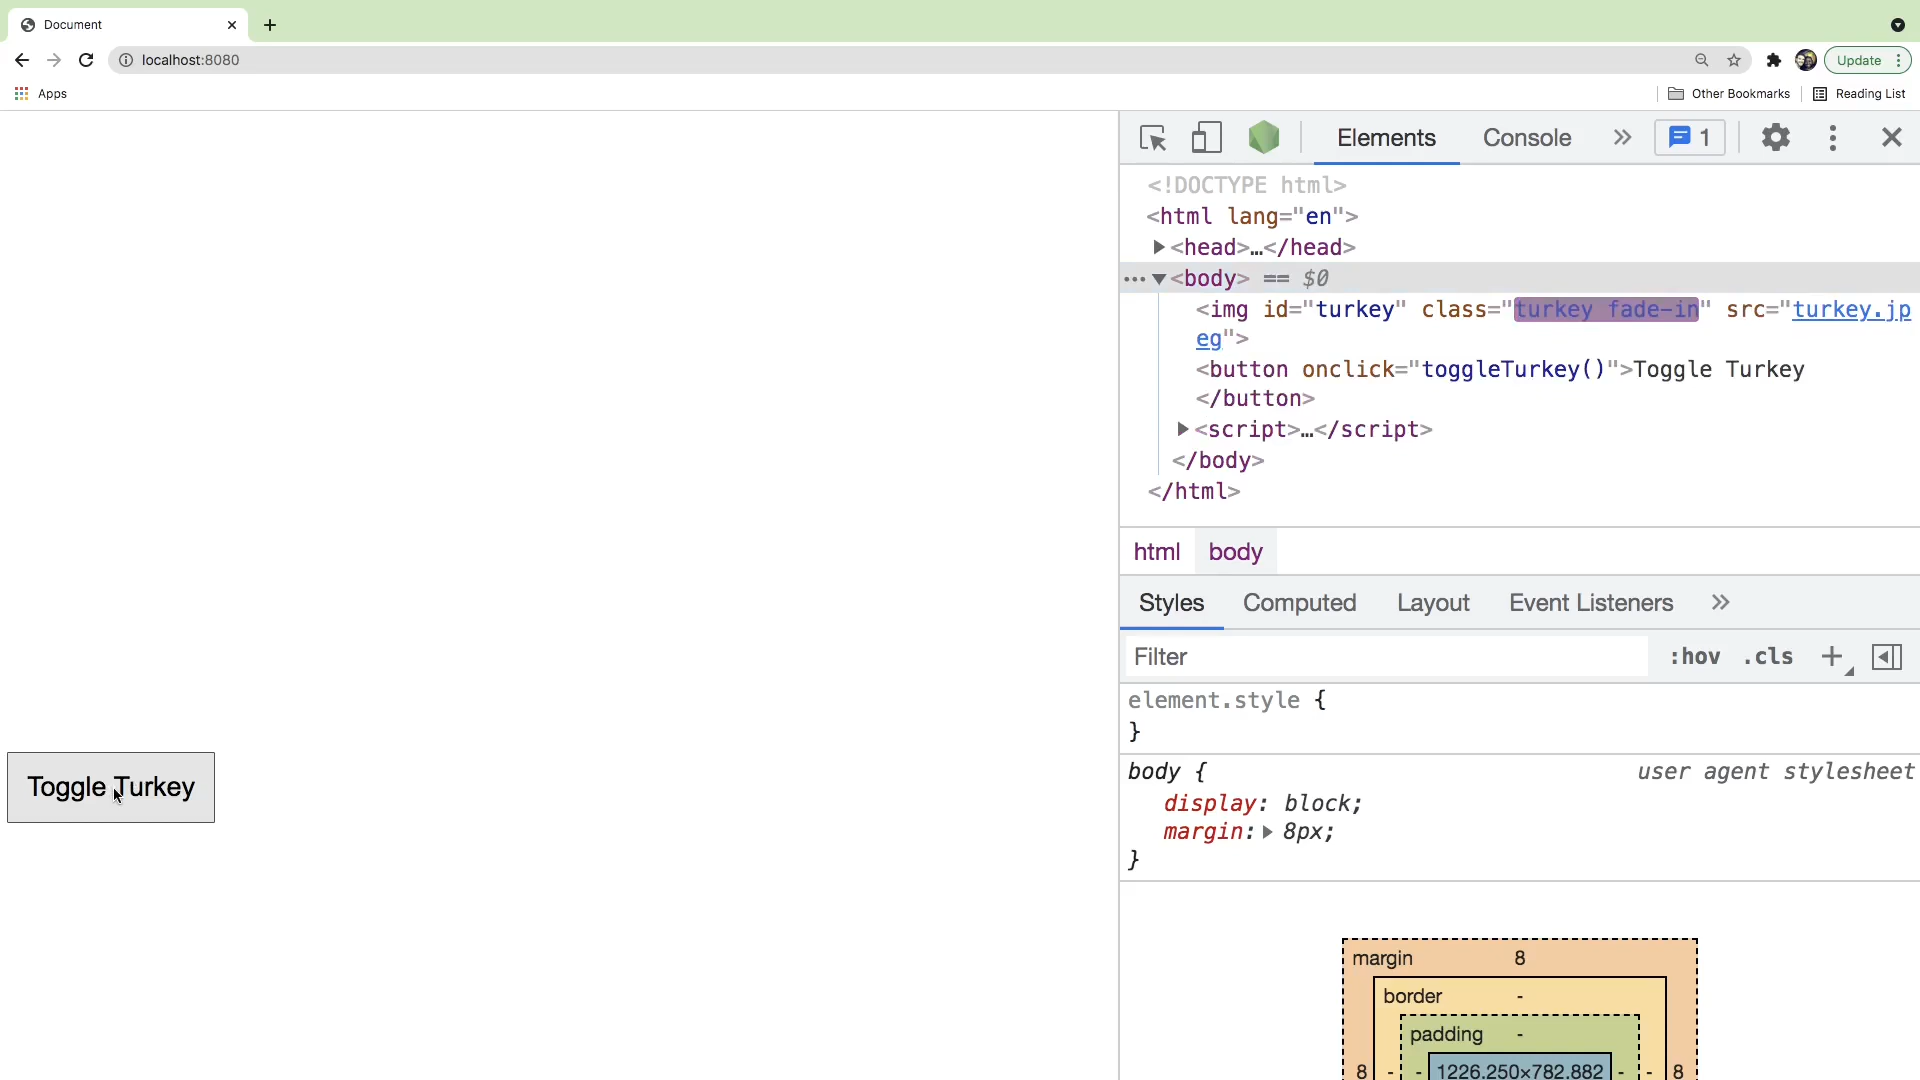 Document
localhost:8080
Update
Apps
Other Bookmarks
Reading List
Elements
Console
1
<!DOCTYPE html>
<html lang="en">
<head>…</head>
<body> == $0
<img id="turkey" class="turkey fade-in" src="turkey.jp
eg">
<button onclick="toggleTurkey()">Toggle Turkey
</button>
<script>…</script>
</body>
</html>
html
body
Styles
Computed
Layout
Event Listeners
Filter
:hov
.cls
element.style {
}
body {
user agent stylesheet
display: block;
margin: 8px;
}
Toggle Turkey
margin 8
border -
padding -
8 - - 1226.250×782.882 - - 8